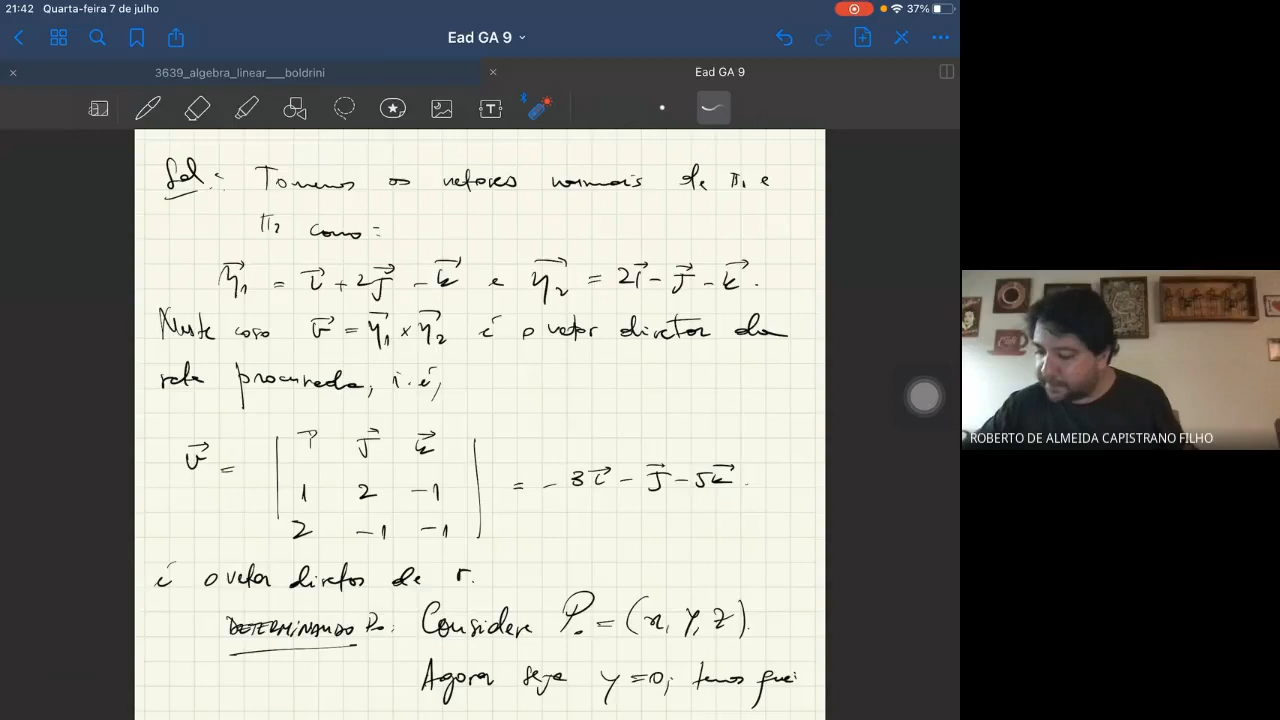 21:42 Quarta-feira 7 de julho
37%
Ead GA 9
3639_algebra_linear___boldrini
Ead GA 9
Sol: Tomemos os vetores normais de π₁ e
π₂ como:
η⃗₁ = i⃗ + 2j⃗ - k⃗ e η⃗₂ = 2i⃗ - j⃗ - k⃗.
Neste caso v⃗ = η⃗₁ × η⃗₂ é o vetor diretor da
reta procurada, i.é,
v⃗ = | i⃗ j⃗ k⃗ |
| 1 2 -1 | = -3i⃗ - j⃗ - 5k⃗.
| 2 -1 -1 |
é o vetor diretor de r.
DETERMINANDO P₀: Considere P₀ = (x, y, z).
Agora seja y = 0, temos que:
ROBERTO DE ALMEIDA CAPISTRANO FILHO